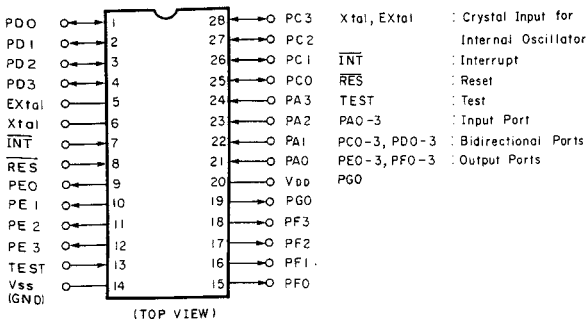 PD0 1 28 PC3 Xtal, EXtal : Crystal Input for
PD1 2 27 PC2 Internal Oscillator
PD2 3 26 PC1 INT : Interrupt
PD3 4 25 PC0 RES : Reset
EXtal 5 24 PA3 TEST : Test
Xtal 6 23 PA2 PA0-3 : Input Port
INT 7 22 PA1 PC0-3, PD0-3 : Bidirectional Ports
RES 8 21 PA0 PE0-3, PF0-3 : Output Ports
PE0 9 20 VDD PG0
PE1 10 19 PG0
PE2 11 18 PF3
PE3 12 17 PF2
TEST 13 16 PF1
Vss 14 15 PF0
(GND)
(TOP VIEW)